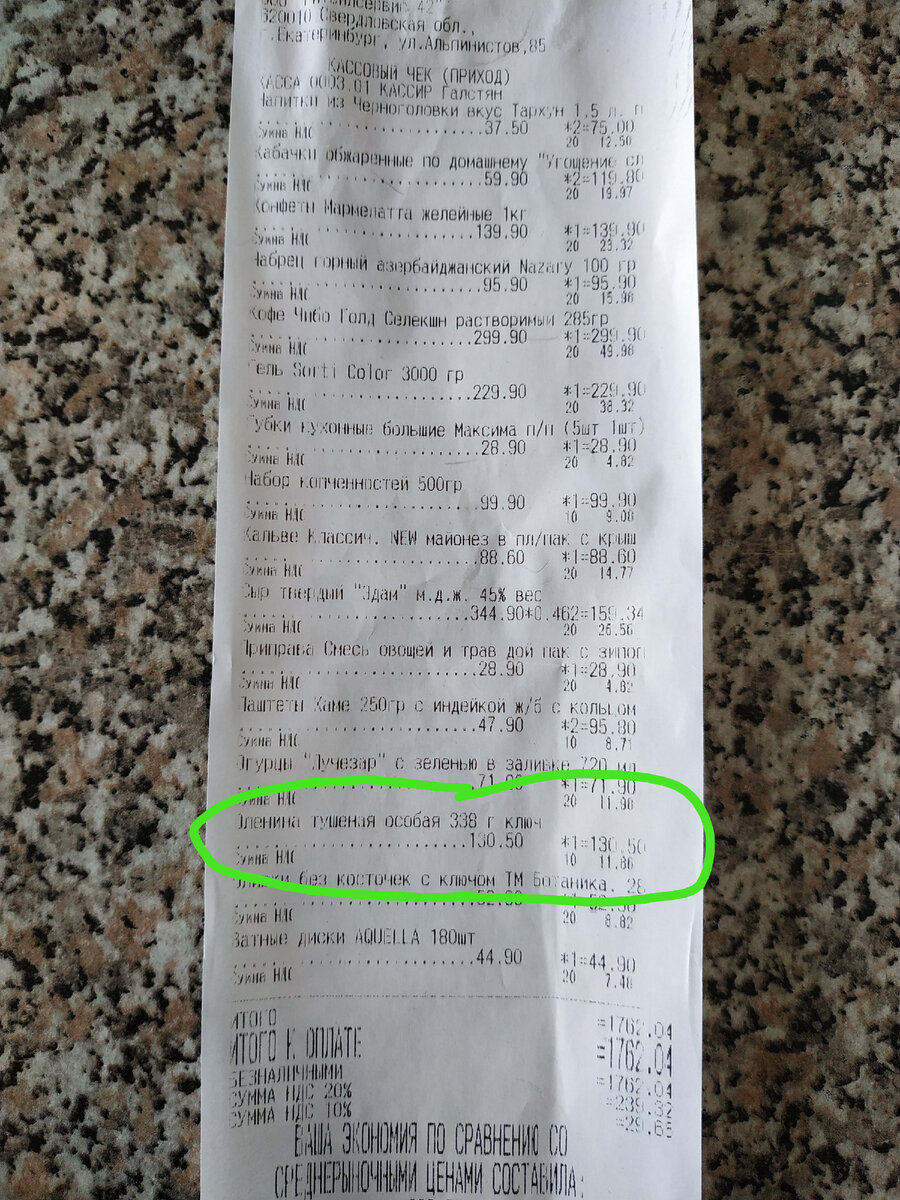 620010 Свердловская обл.,
г.Екатеринбург, ул.Альпинистов,85
КАССОВЫЙ ЧЕК (ПРИХОД)
КАССА 0003.01 КАССИР Галстян
Напитки из Черноголовки вкус Тархун 1,5 л. п
37.50 *2=75.00
Сумма НДС 20 12.50
Кабачки обжаренные по домашнему "Угощение сл
59.90 *2=119.80
Сумма НДС 20 19.97
Конфеты Мармелатта желейные 1кг
139.90 *1=139.90
Сумма НДС 20 23.32
Чабрец горный азербайджанский Nazary 100 гр
95.90 *1=95.90
Сумма НДС 20 15.98
Кофе Чибо Голд Селекшн растворимый 285гр
299.90 *1=299.90
Сумма НДС 20 49.98
Гель Sorti Color 3000 гр
229.90 *1=229.90
Сумма НДС 20 38.32
Губки кухонные большие Максима п/п (5шт 1шт)
28.90 *1=28.90
Сумма НДС 20 4.82
Набор копченностей 500гр
99.90 *1=99.90
Сумма НДС 10 9.08
Кальве Классич. NEW майонез в пл/пак с крыш
88.60 *1=88.60
Сумма НДС 20 14.77
Сыр твердый "Эдам" м.д.ж. 45% вес
344.90*0.462=159.34
Сумма НДС 20 26.56
Приправа Смесь овощей и трав дой пак с зипог
28.90 *1=28.90
Сумма НДС 20 4.82
Паштеты Хаме 250гр с индейкой ж/б с кольцом
47.90 *2=95.80
Сумма НДС 10 8.71
Огурцы "Лучезар" с зеленью в заливке 720 мл
71.90 *1=71.90
Сумма НДС 20 11.98
Оленина тушеная особая 338 г ключ
130.50 *1=130.50
Сумма НДС 10 11.86
без косточек с ключом ТМ Ботаника. 28
Сумма НДС 20 8.82
Ватные диски AQUELLA 180шт
44.90 *1=44.90
Сумма НДС 20 7.48
ИТОГО =1762.04
ИТОГО К ОПЛАТЕ =1762.04
БЕЗНАЛИЧНЫМИ =1762.04
СУММА НДС 20% =239.32
СУММА НДС 10% =29.65
ВАША ЭКОНОМИЯ ПО СРАВНЕНИЮ СО
СРЕДНЕРЫНОЧНЫМИ ЦЕНАМИ СОСТАВИЛА: